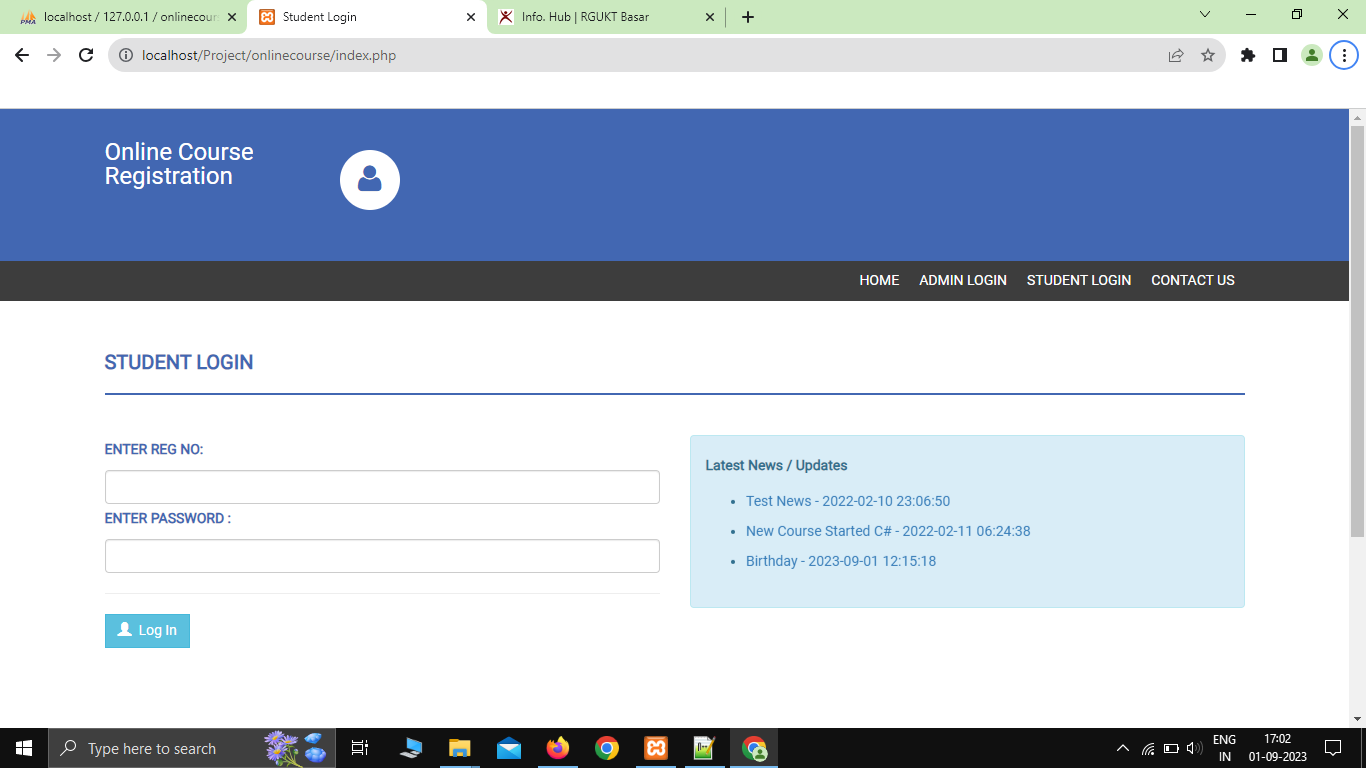 localhost / 127.0.0.1 / onlinecour
Student Login
Info. Hub | RGUKT Basar
localhost/Project/onlinecourse/index.php
Online Course
Registration
HOME ADMIN LOGIN STUDENT LOGIN CONTACT US
STUDENT LOGIN
ENTER REG NO:
ENTER PASSWORD :
Log In
Latest News / Updates
Test News - 2022-02-10 23:06:50
New Course Started C# - 2022-02-11 06:24:38
Birthday - 2023-09-01 12:15:18
Type here to search
ENG
IN
17:02
01-09-2023